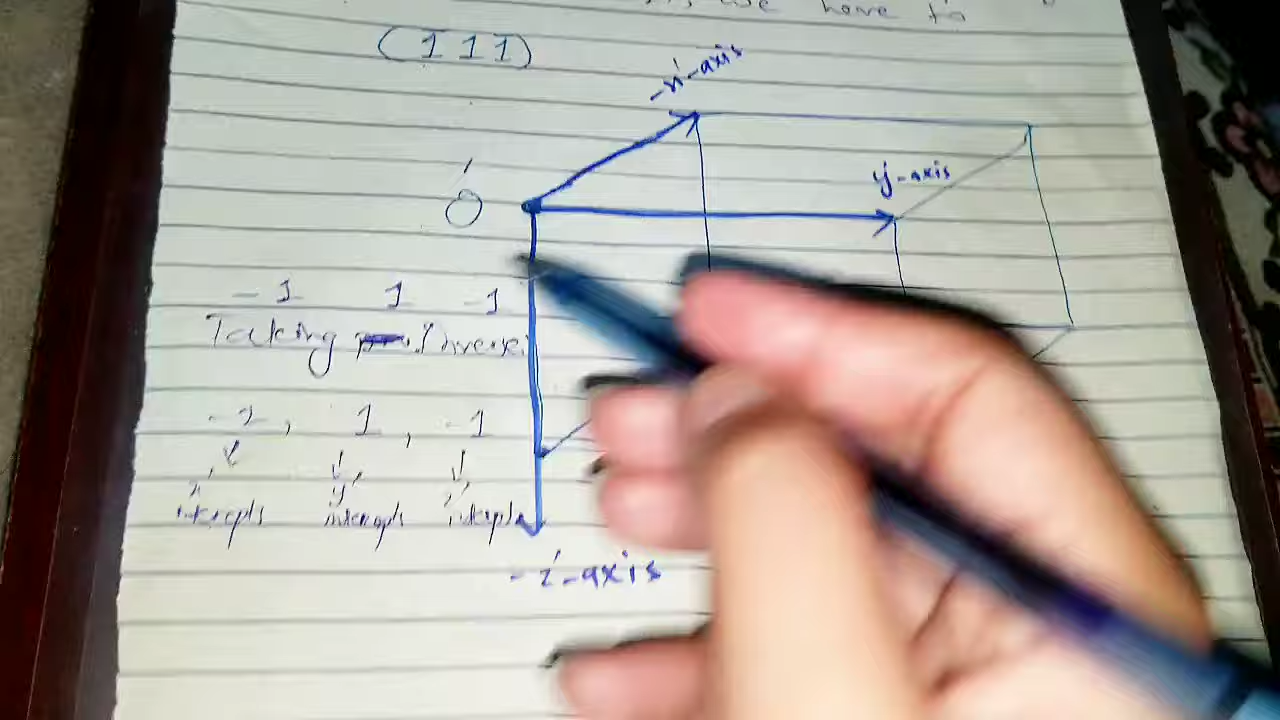 we have to
(1̄ 1 1̄)
-x'-axis
O'
y'-axis
-1 1 -1
Taking inverse:
-1, 1, -1
x' y' z'
intercepts intercepts intercepts
-z'-axis